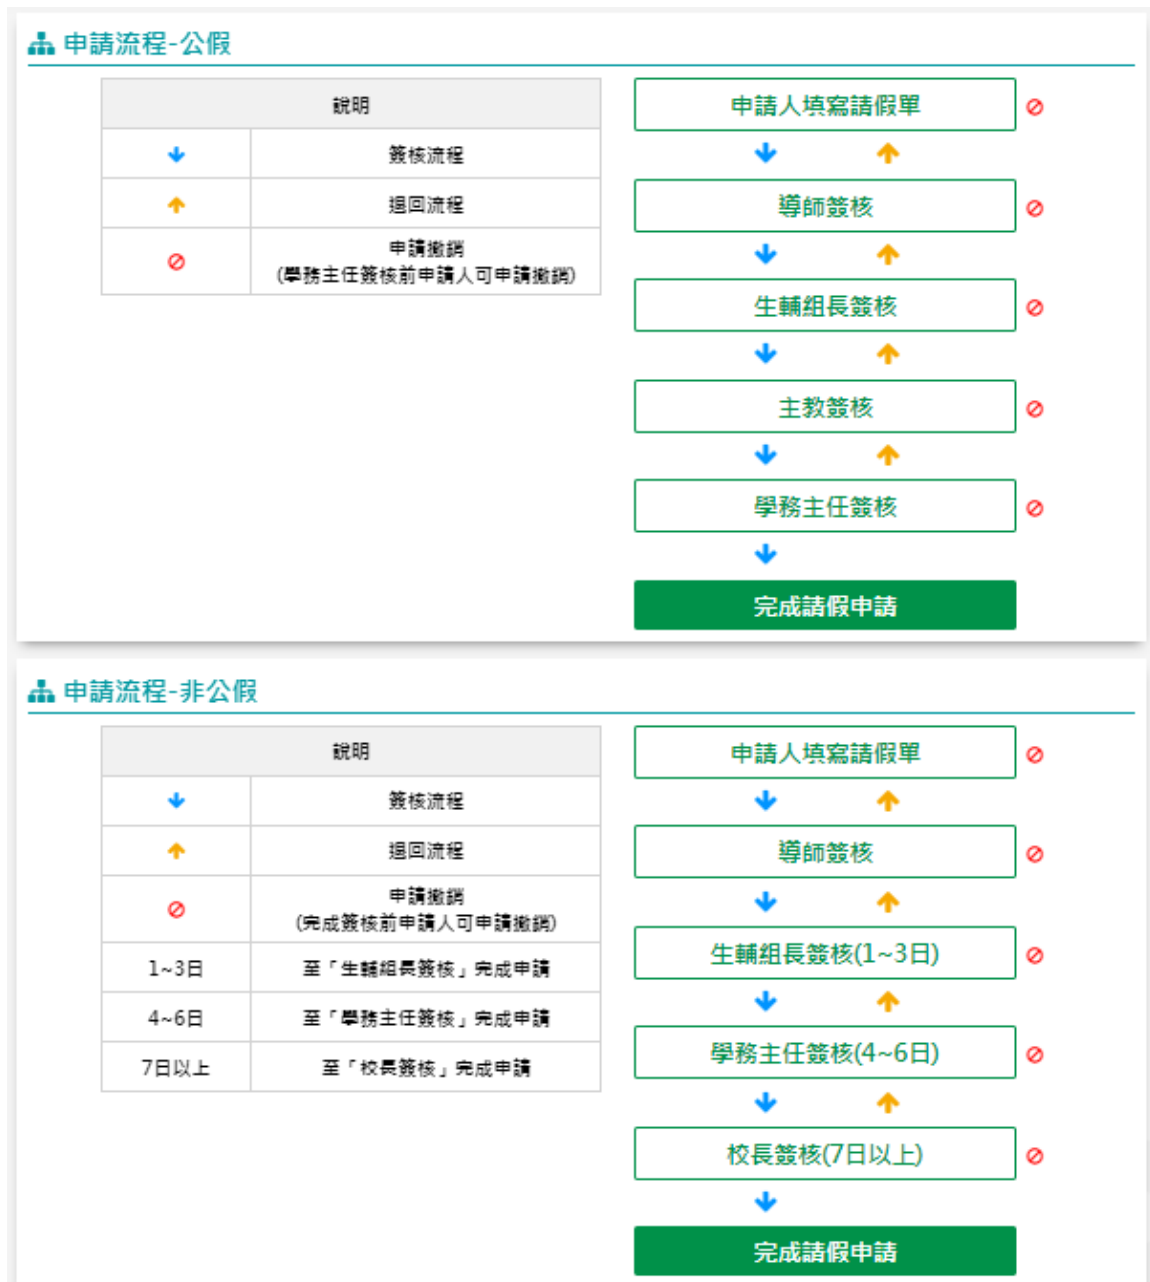 申請流程-公假
說明
簽核流程
退回流程
申請撤銷
(學務主任簽核前申請人可申請撤銷)
申請人填寫請假單
導師簽核
生輔組長簽核
主教簽核
學務主任簽核
完成請假申請
申請流程-非公假
說明
簽核流程
退回流程
申請撤銷
(完成簽核前申請人可申請撤銷)
1~3日 至「生輔組長簽核」完成申請
4~6日 至「學務主任簽核」完成申請
7日以上 至「校長簽核」完成申請
申請人填寫請假單
導師簽核
生輔組長簽核(1~3日)
學務主任簽核(4~6日)
校長簽核(7日以上)
完成請假申請